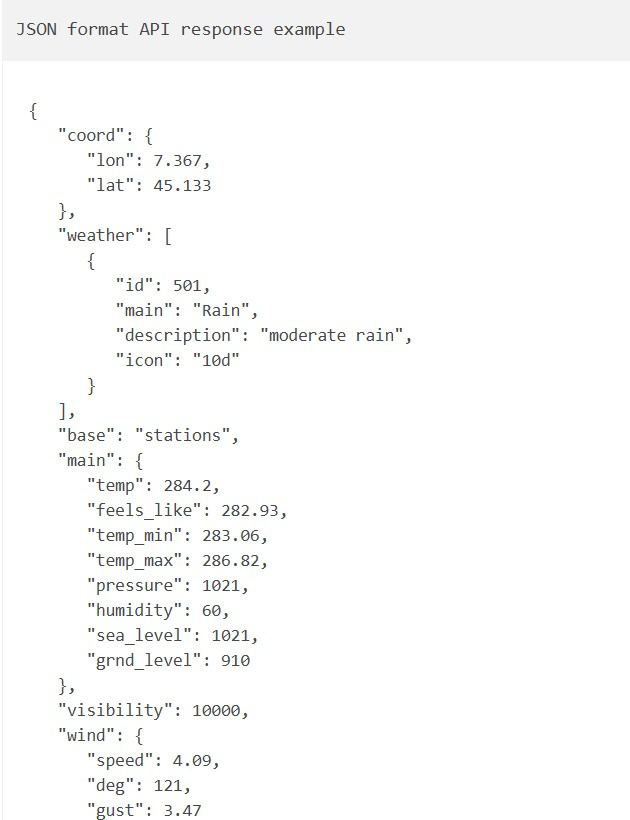 JSON format API response example
{
   "coord": {
      "lon": 7.367,
      "lat": 45.133
   },
   "weather": [
      {
         "id": 501,
         "main": "Rain",
         "description": "moderate rain",
         "icon": "10d"
      }
   ],
   "base": "stations",
   "main": {
      "temp": 284.2,
      "feels_like": 282.93,
      "temp_min": 283.06,
      "temp_max": 286.82,
      "pressure": 1021,
      "humidity": 60,
      "sea_level": 1021,
      "grnd_level": 910
   },
   "visibility": 10000,
   "wind": {
      "speed": 4.09,
      "deg": 121,
      "gust": 3.47